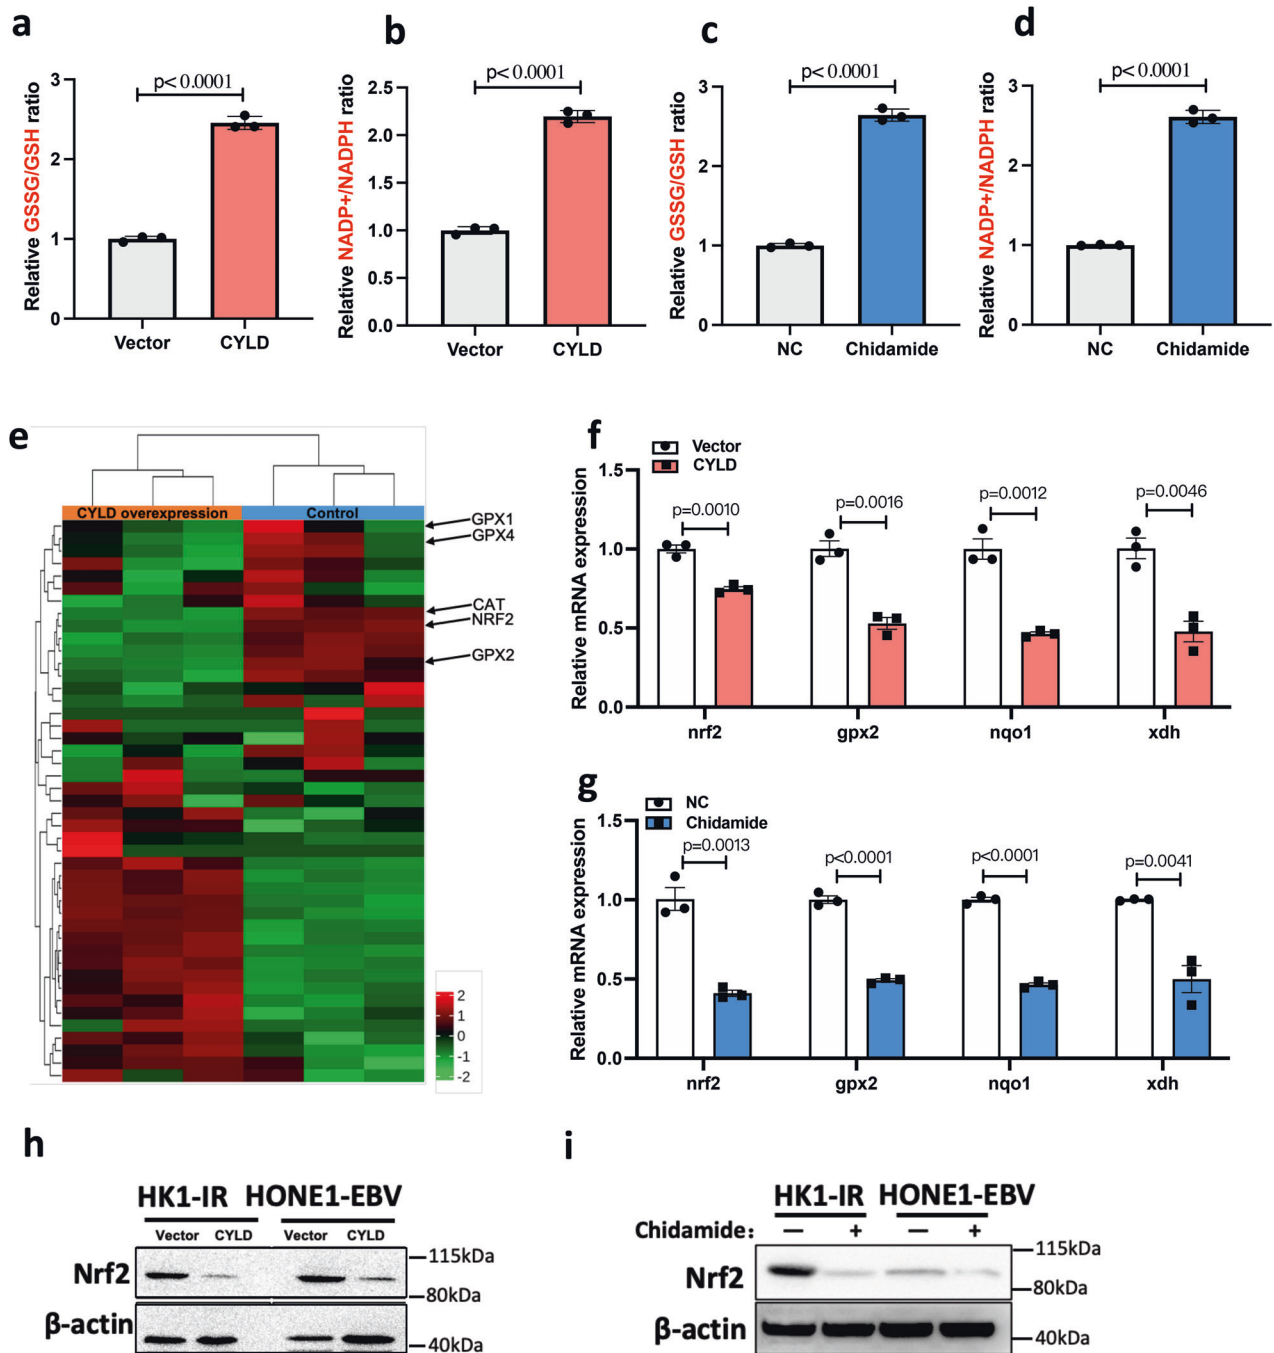 a
p< 0.0001
Relative GSSG/GSH ratio
3
2
1
0
Vector
CYLD
b
p< 0.0001
Relative NADP+/NADPH ratio
2.5
2.0
1.5
1.0
0.5
0.0
Vector
CYLD
c
p< 0.0001
Relative GSSG/GSH ratio
3
2
1
0
NC
Chidamide
d
p< 0.0001
Relative NADP+/NADPH ratio
3
2
1
0
NC
Chidamide
e
CYLD overexpression
Control
GPX1
GPX4
CAT
NRF2
GPX2
2
1
0
-1
-2
f
Vector
CYLD
Relative mRNA expression
1.5
1.0
0.5
0.0
p=0.0010
p=0.0016
p=0.0012
p=0.0046
nrf2
gpx2
nqo1
xdh
g
NC
Chidamide
Relative mRNA expression
1.5
1.0
0.5
0.0
p=0.0013
p<0.0001
p<0.0001
p=0.0041
nrf2
gpx2
nqo1
xdh
h
HK1-IR
HONE1-EBV
Vector
CYLD
Vector
CYLD
Nrf2
115kDa
80kDa
β-actin
40kDa
i
HK1-IR
HONE1-EBV
Chidamide:
—
+
—
+
Nrf2
115kDa
80kDa
β-actin
40kDa